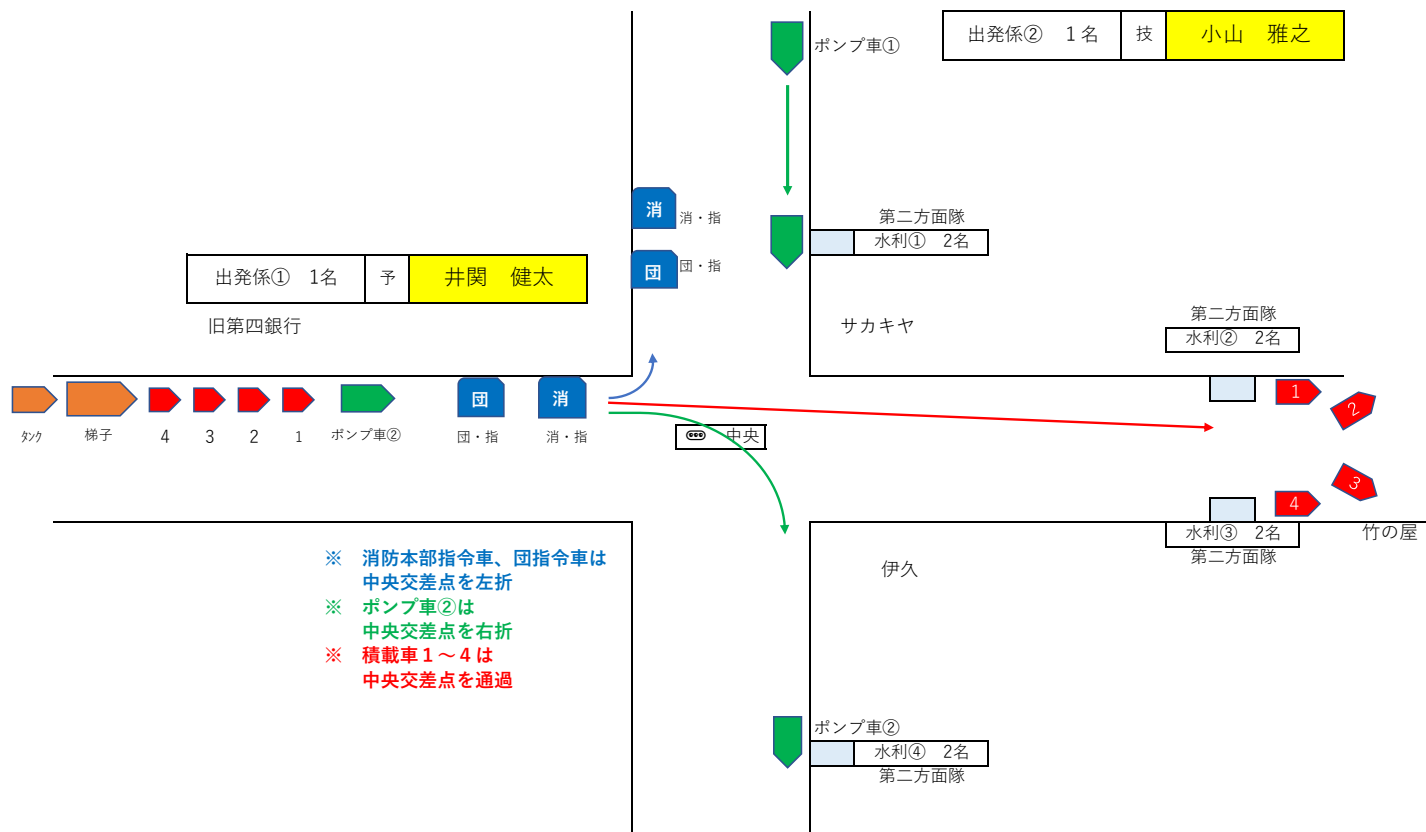 ポンプ車①
出発係② 1名 技 小山 雅之
消 消・指
第二方面隊
水利① 2名
団 団・指
出発係① 1名 予 井関 健太
旧第四銀行
サカキヤ
第二方面隊
水利② 2名
団 消
1
2
ﾀﾝｸ 梯子 4 3 2 1 ポンプ車② 団・指 消・指
中央
3
4
水利③ 2名
第二方面隊
竹の屋
伊久
※ 消防本部指令車、団指令車は
中央交差点を左折
※ ポンプ車②は
中央交差点を右折
※ 積載車1～4は
中央交差点を通過
ポンプ車②
水利④ 2名
第二方面隊